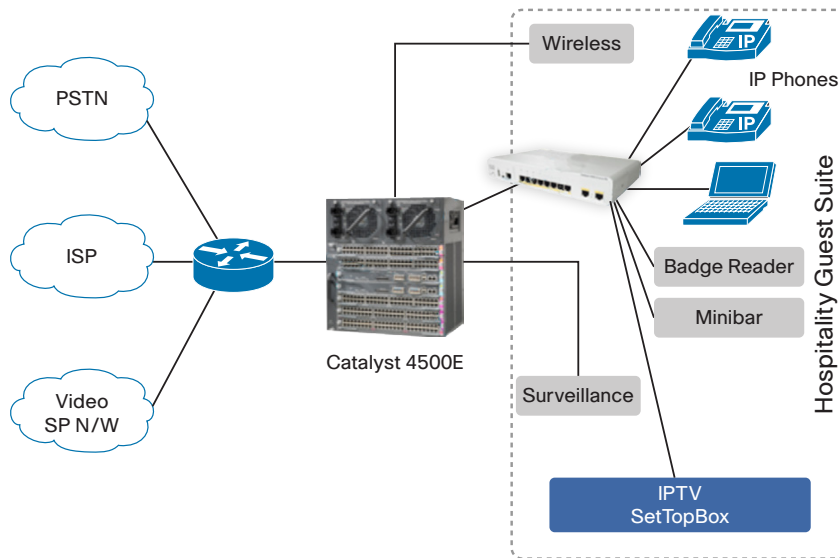 Wireless
IP
IP Phones
PSTN
IP
ISP
Badge Reader
Minibar
Catalyst 4500E
Hospitality Guest Suite
Surveillance
Video
SP N/W
IPTV
SetTopBox